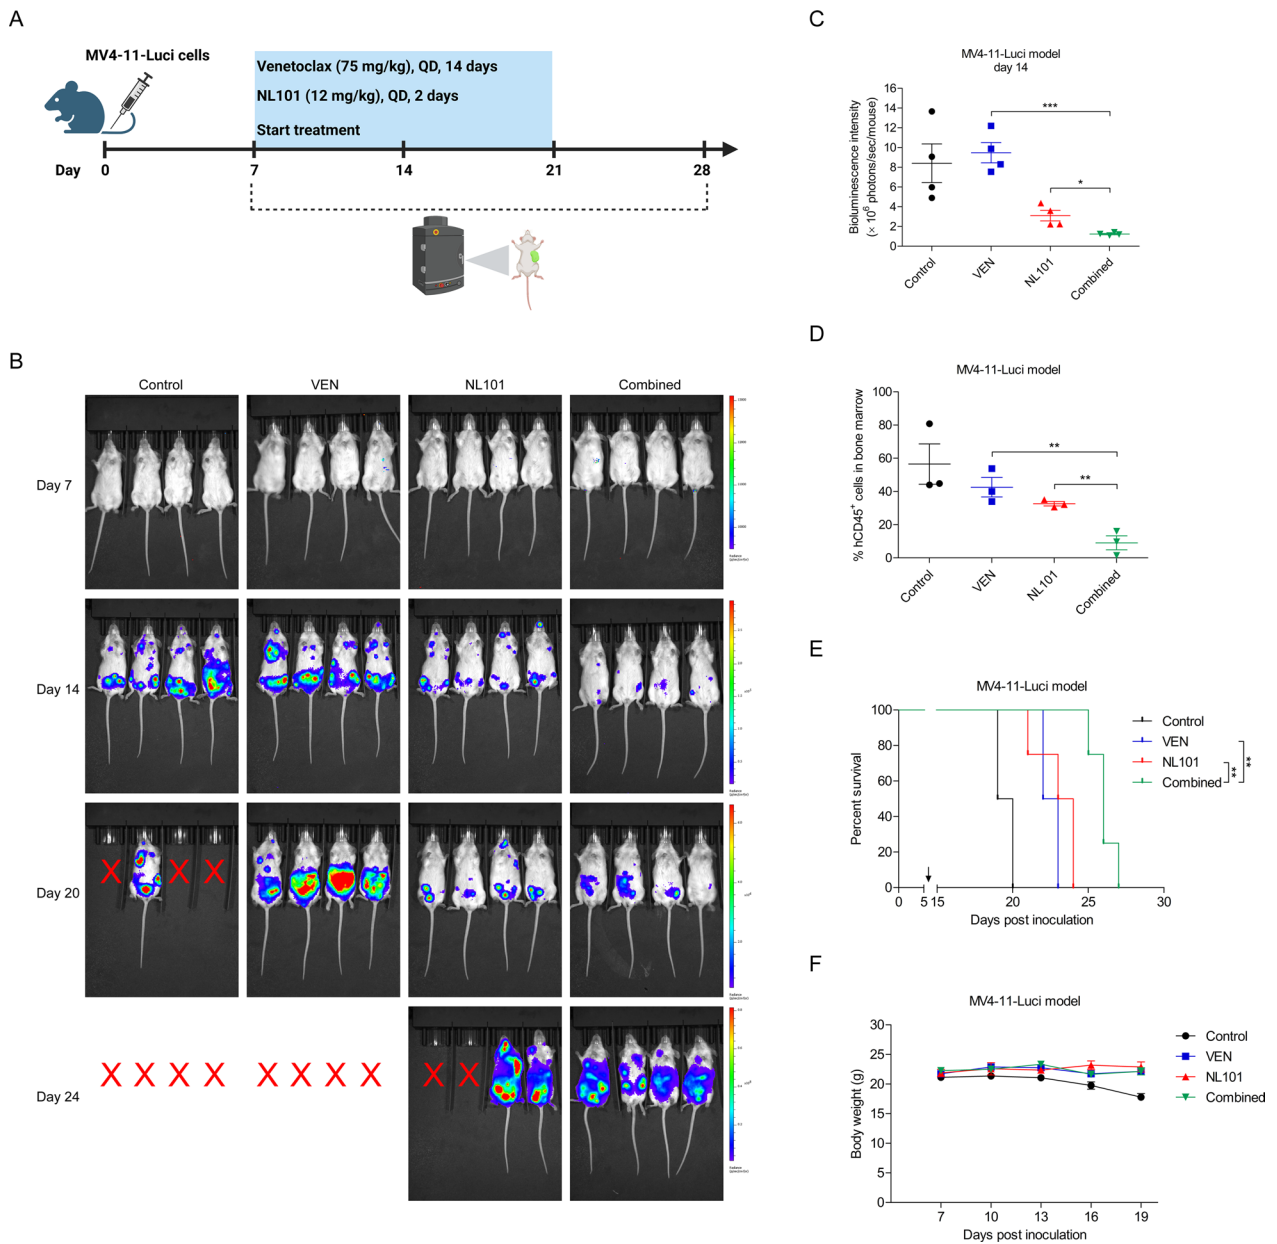 A
MV4-11-Luci cells
Venetoclax (75 mg/kg), QD, 14 days
NL101 (12 mg/kg), QD, 2 days
Start treatment
Day
0
7
14
21
28
B
Control
VEN
NL101
Combined
Day 7
Day 14
Day 20
Day 24
X
X X
X X X X
X X X X
X X
C
MV4-11-Luci model
day 14
Bioluminescence intensity
(× 10⁶ photons/sec/mouse)
16
14
12
10
8
6
4
2
0
***
*
Control
VEN
NL101
Combined
D
MV4-11-Luci model
% hCD45⁺ cells in bone marrow
100
80
60
40
20
0
**
**
Control
VEN
NL101
Combined
E
MV4-11-Luci model
Percent survival
100
80
60
40
20
0
0
5
15
20
25
30
Days post inoculation
Control
VEN
NL101
Combined
**
**
F
MV4-11-Luci model
Body weight (g)
30
25
20
15
10
5
0
7
10
13
16
19
Days post inoculation
Control
VEN
NL101
Combined